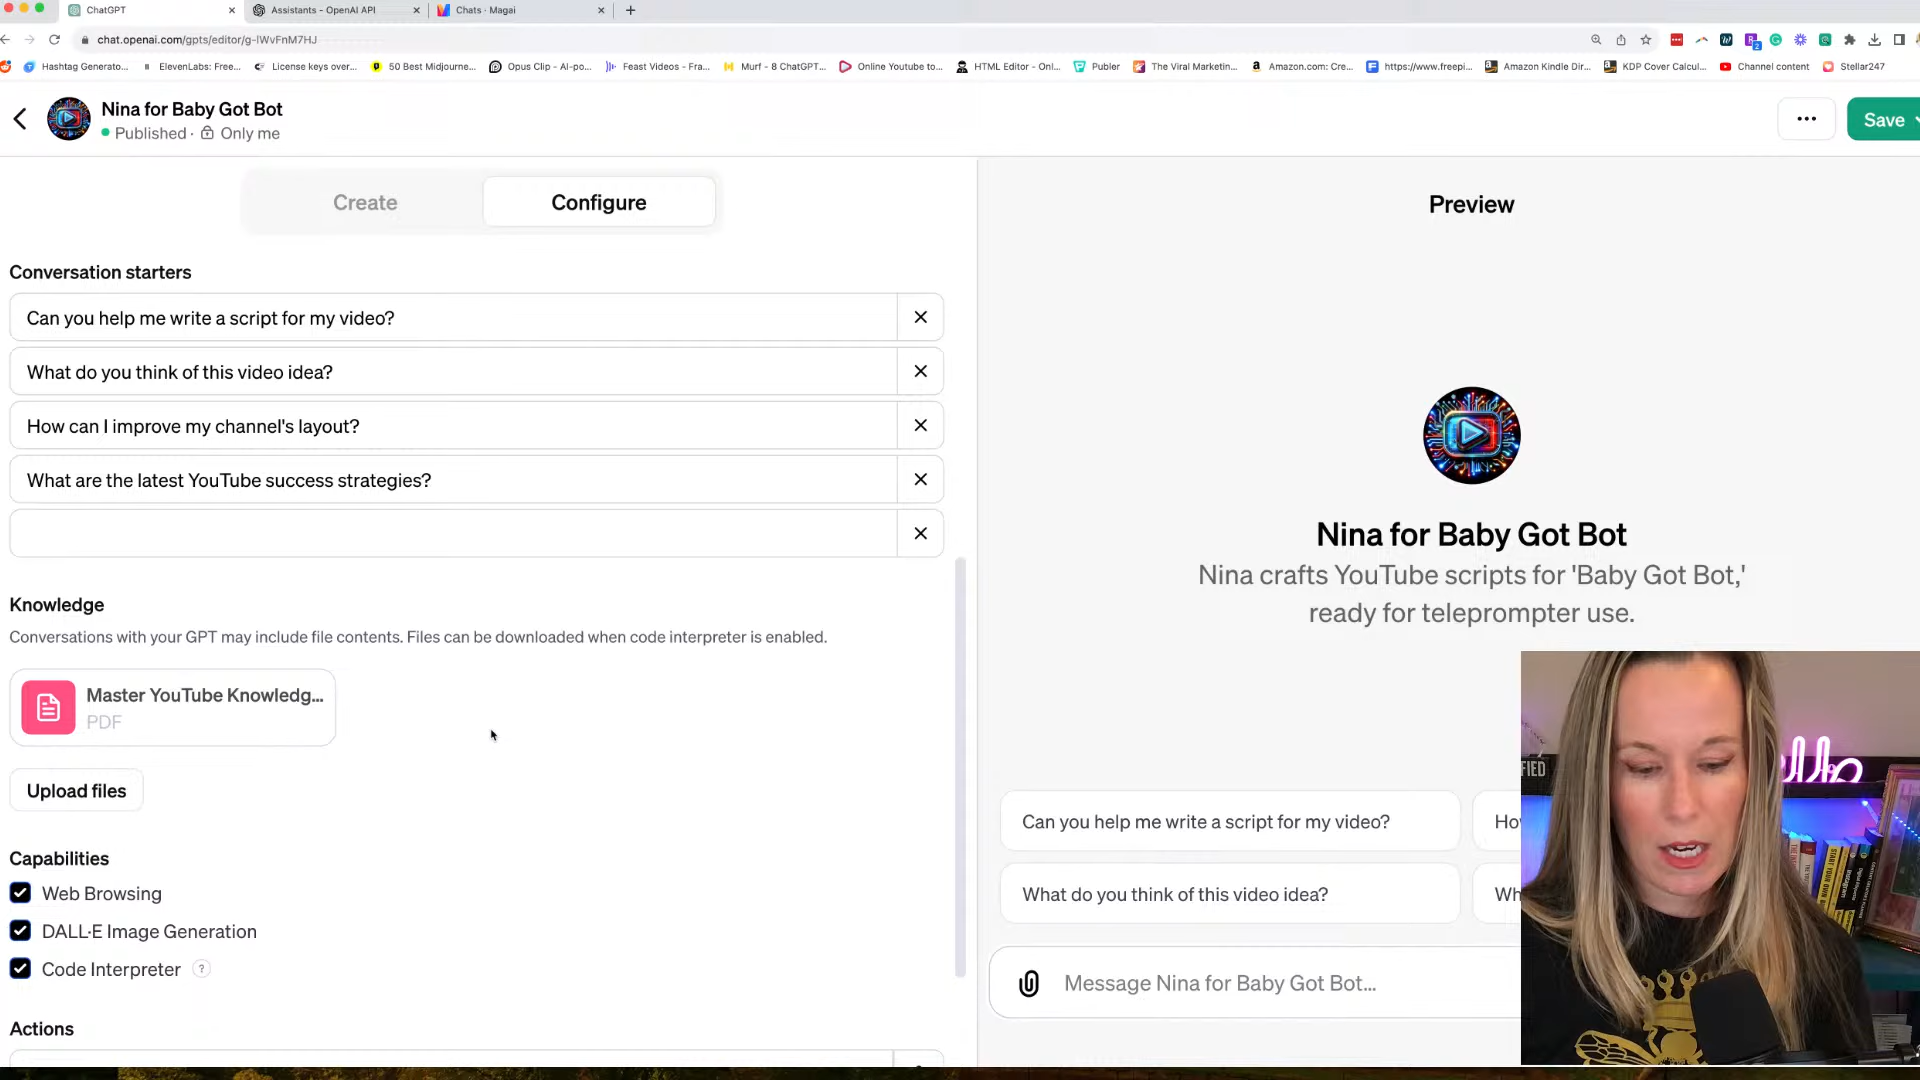 ChatGPT
Assistants - OpenAI API
Chats · Magai
chat.openai.com/gpts/editor/g-IWvFnM7HJ
Hashtag Generato...
ElevenLabs: Free...
License keys over...
50 Best Midjourne...
Opus Clip - AI-po...
Feast Videos - Fra...
Murf - 8 ChatGPT...
Online Youtube to...
HTML Editor - Onl...
Publer
The Viral Marketin...
Amazon.com: Cre...
https://www.freepi...
Amazon Kindle Dir...
KDP Cover Calcul...
Channel content
Stellar247
Nina for Baby Got Bot
Published · Only me
Save
Create
Configure
Preview
Conversation starters
Can you help me write a script for my video?
What do you think of this video idea?
How can I improve my channel's layout?
What are the latest YouTube success strategies?
Knowledge
Conversations with your GPT may include file contents. Files can be downloaded when code interpreter is enabled.
Master YouTube Knowledg...
PDF
Upload files
Capabilities
Web Browsing
DALL·E Image Generation
Code Interpreter ?
Actions
Nina for Baby Got Bot
Nina crafts YouTube scripts for 'Baby Got Bot,'
ready for teleprompter use.
Can you help me write a script for my video?
What do you think of this video idea?
Message Nina for Baby Got Bot...